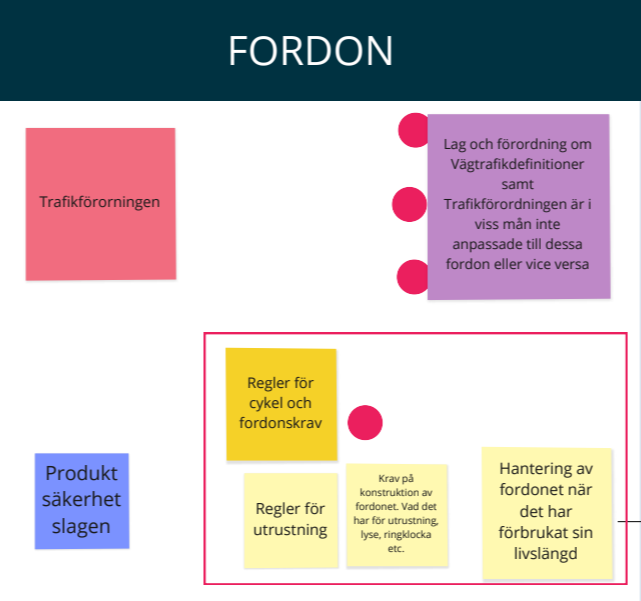 FORDON
Trafikförorningen
Lag och förordning om
Vägtrafikdefinitioner
samt
Trafikförordningen är i
viss mån inte
anpassade till dessa
fordon eller vice versa
Regler för
cykel och
fordonskrav
Produkt
säkerhet
slagen
Regler för
utrustning
Krav på
konstruktion av
fordonet. Vad det
har för utrustning,
lyse, ringklocka
etc.
Hantering av
fordonet när
det har
förbrukat sin
livslängd